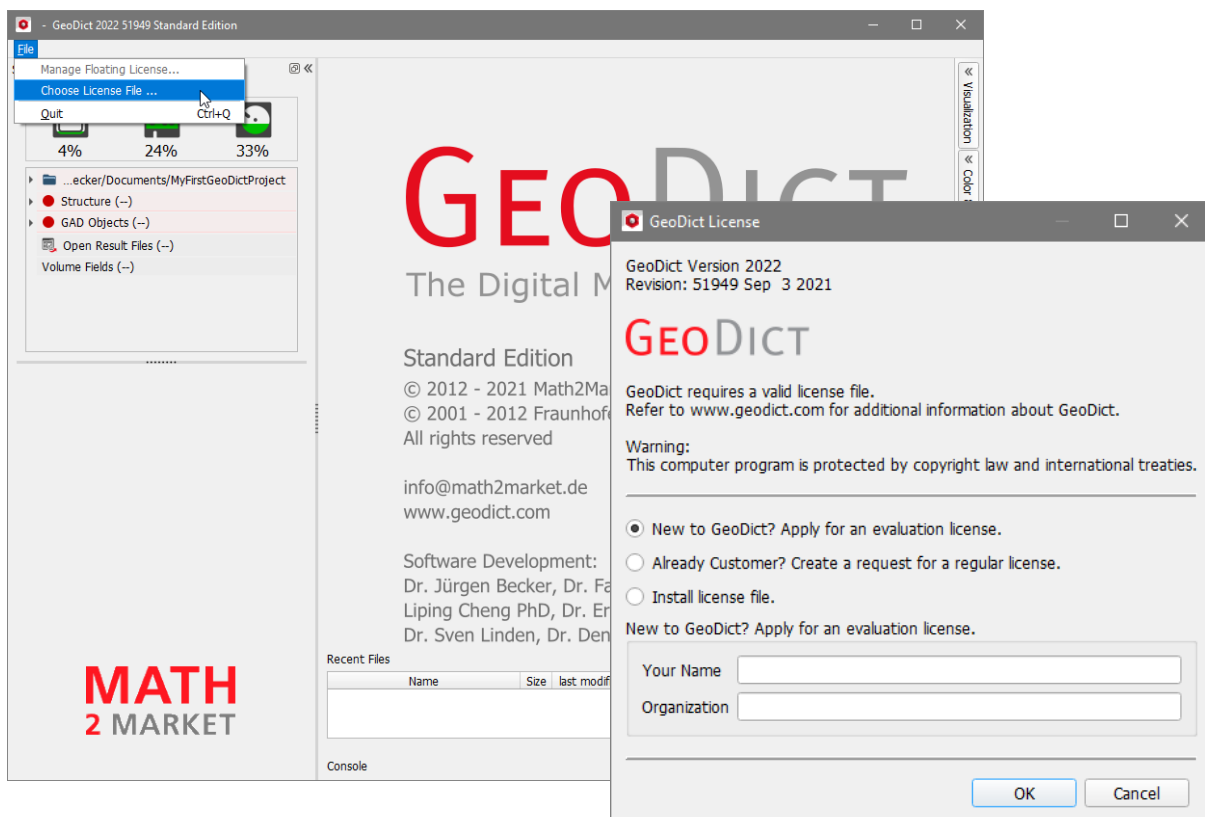 - GeoDict 2022 51949 Standard Edition
File
Manage Floating License...
Choose License File ...
Quit Ctrl+Q
4% 24% 33%
...ecker/Documents/MyFirstGeoDictProject
Structure (--)
GAD Objects (--)
Open Result Files (--)
Volume Fields (--)
MATH
2 MARKET
GEODICT
The Digital M
Standard Edition
© 2012 - 2021 Math2Ma
© 2001 - 2012 Fraunhof
All rights reserved
info@math2market.de
www.geodict.com
Software Development:
Dr. Jürgen Becker, Dr. Fa
Liping Cheng PhD, Dr. Er
Dr. Sven Linden, Dr. Den
Recent Files
Name Size last modif
Console
Visualization
Color
GeoDict License
GeoDict Version 2022
Revision: 51949 Sep 3 2021
GEODICT
GeoDict requires a valid license file.
Refer to www.geodict.com for additional information about GeoDict.
Warning:
This computer program is protected by copyright law and international treaties.
New to GeoDict? Apply for an evaluation license.
Already Customer? Create a request for a regular license.
Install license file.
New to GeoDict? Apply for an evaluation license.
Your Name
Organization
OK Cancel